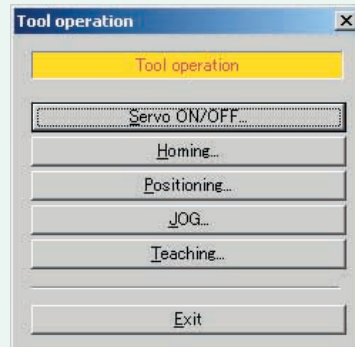 Tool operation
Tool operation
Servo ON/OFF...
Homing...
Positioning...
JOG...
Teaching...
Exit